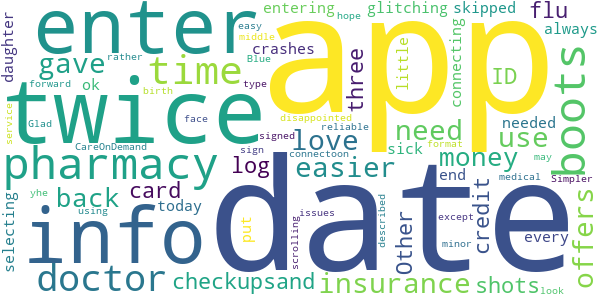 enter
app
twice
date
info
pharmacy
doctor
boots
time
need
love
easier
insurance
money
use
gave
back
card
log
three
Other
credit
offers
checkupsand
shots
flu
ID
every
end
sick
needed
little
connecting
glitching
entering
skipped
always
crashes
daughter
ok
today
selecting
put
easy
middle
hope
rather
Blue
type
forward
birth
face
service
Glad
CareOnDemand
disappointed
signed
reliable
sign
connectoon
format
may
medical
Simpler
yhe
using
scrolling
issues
described
except
minor
look